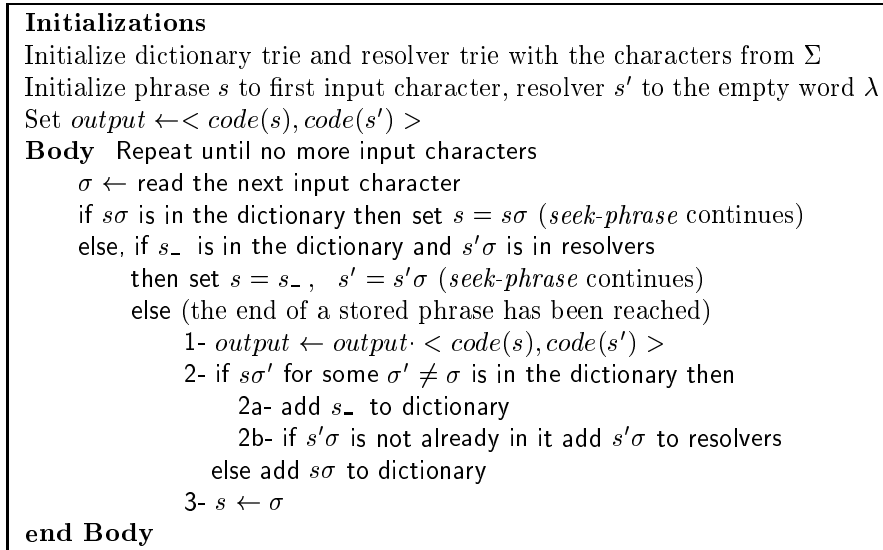 Initializations
Initialize dictionary trie and resolver trie with the characters from Σ
Initialize phrase s to first input character, resolver s′ to the empty word λ
Set output ←< code(s), code(s′) >
Body Repeat until no more input characters
σ ← read the next input character
if sσ is in the dictionary then set s = sσ (seek-phrase continues)
else, if s_ is in the dictionary and s′σ is in resolvers
then set s = s_ , s′ = s′σ (seek-phrase continues)
else (the end of a stored phrase has been reached)
1- output ← output· < code(s), code(s′) >
2- if sσ′ for some σ′ ≠ σ is in the dictionary then
2a- add s_ to dictionary
2b- if s′σ is not already in it add s′σ to resolvers
else add sσ to dictionary
3- s ← σ
end Body